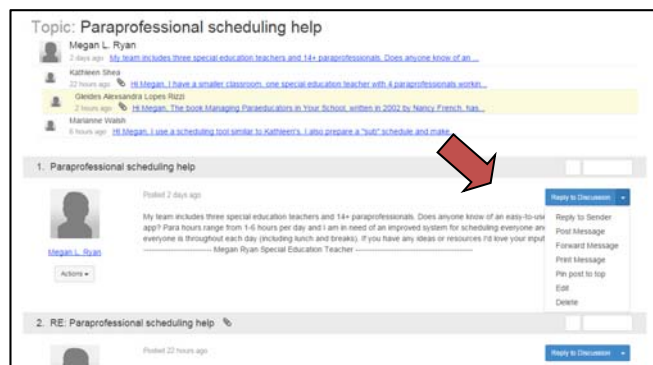 Topic: Paraprofessional scheduling help
Megan L. Ryan
2 days ago My team includes three special education teachers and 14+ paraprofessionals. Does anyone know of an ...
Kathleen Shea
22 hours ago Hi Megan, I have a smaller classroom, one special education teacher with 4 paraprofessionals workin...
Gleides Alexsandra Lopes Rizzi
2 hours ago Hi Megan, The book Managing Paraeducators in Your School, written in 2002 by Nancy French, has...
Marianne Walsh
6 hours ago Hi Megan, I use a scheduling tool similar to Kathleen's. I also prepare a "sub" schedule and make...
1. Paraprofessional scheduling help
Posted 2 days ago
Reply to Discussion
My team includes three special education teachers and 14+ paraprofessionals. Does anyone know of an easy-to-use
app? Para hours range from 1-6 hours per day and I am in need of an improved system for scheduling everyone and
everyone is throughout each day (including lunch and breaks). If you have any ideas or resources I'd love your input
------------------------------ Megan Ryan Special Education Teacher ------------------------------
Megan L. Ryan
Actions
Reply to Sender
Post Message
Forward Message
Print Message
Pin post to top
Edit
Delete
2. RE: Paraprofessional scheduling help
Posted 22 hours ago
Reply to Discussion